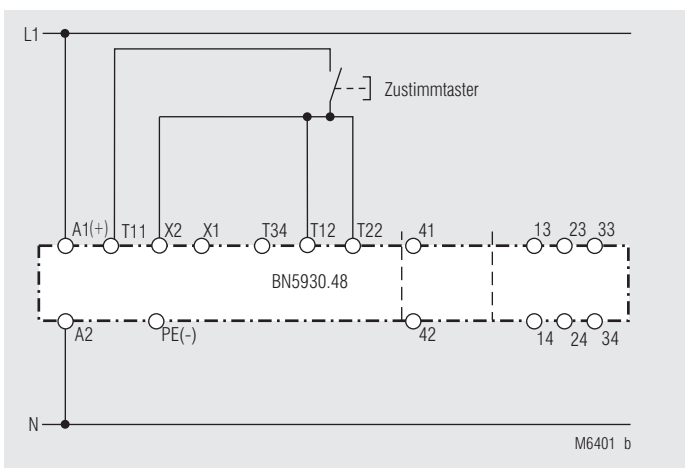 L1
Zustimmtaster
A1(+) T11 X2 X1 T34 T12 T22 41 13 23 33
BN5930.48
A2 PE(-) 42 14 24 34
N
M6401 b